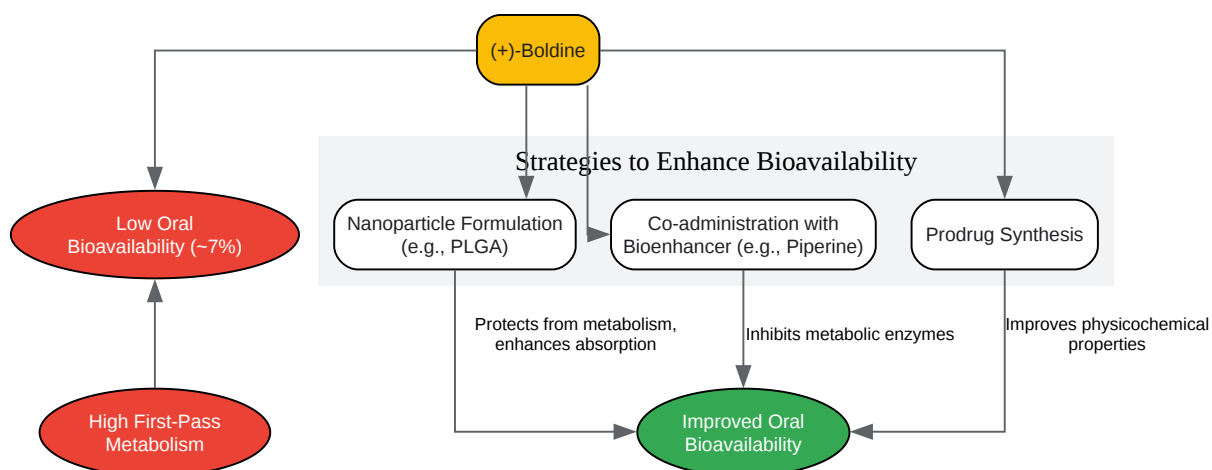 (+)-Boldine
Strategies to Enhance Bioavailability
Low Oral
Bioavailability (~7%)
Nanoparticle Formulation
(e.g., PLGA)
Co-administration with
Bioenhancer (e.g., Piperine)
Prodrug Synthesis
Protects from metabolism,
enhances absorption
Inhibits metabolic enzymes
Improves physicochemical
properties
High First-Pass
Metabolism
Improved Oral
Bioavailability